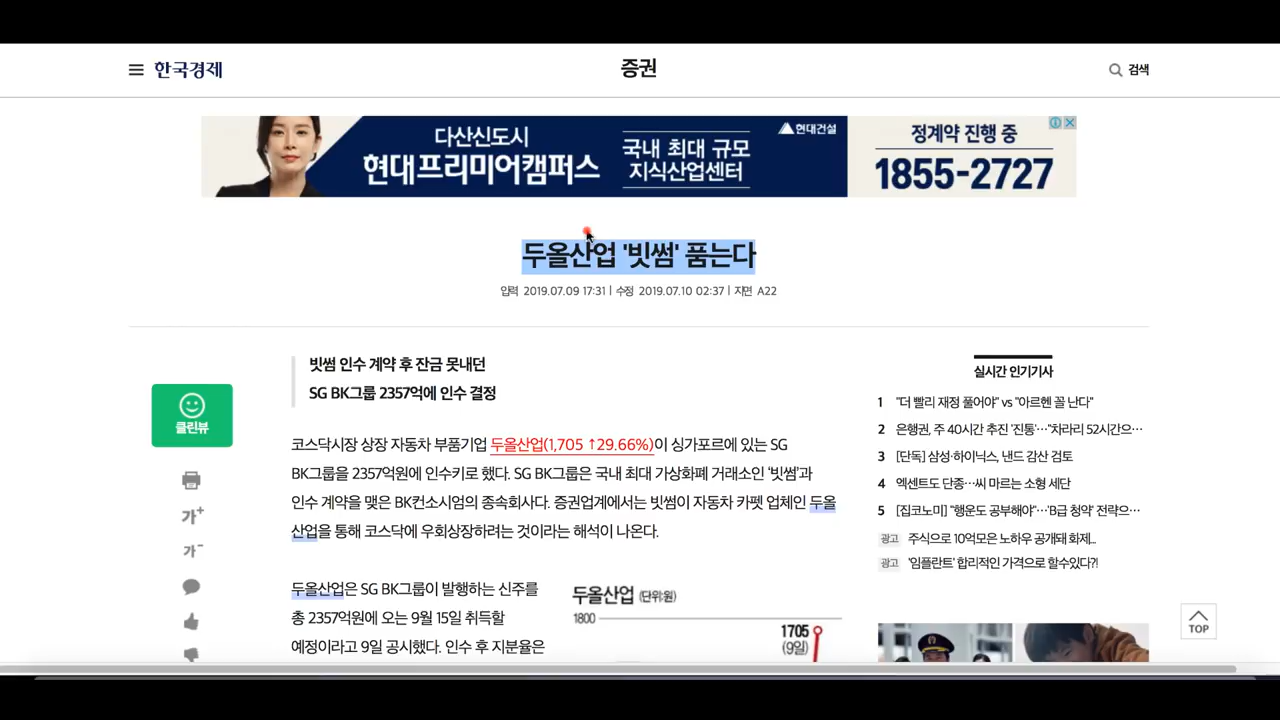 한국경제
증권
검색
다산신도시
현대프리미어캠퍼스
국내 최대 규모
지식산업센터
현대건설
정계약 진행 중
1855-2727
두올산업 '빗썸' 품는다
입력 2019.07.09 17:31 | 수정 2019.07.10 02:37 | 지면 A22
빗썸 인수 계약 후 잔금 못내던
SG BK그룹 2357억에 인수 결정
클린뷰
가+
가-
코스닥시장 상장 자동차 부품기업 두올산업(1,705 ↑29.66%)이 싱가포르에 있는 SG
BK그룹을 2357억원에 인수키로 했다. SG BK그룹은 국내 최대 가상화폐 거래소인 '빗썸'과
인수 계약을 맺은 BK컨소시엄의 종속회사다. 증권업계에서는 빗썸이 자동차 카펫 업체인 두올
산업을 통해 코스닥에 우회상장하려는 것이라는 해석이 나온다.
두올산업은 SG BK그룹이 발행하는 신주를
총 2357억원에 오는 9월 15일 취득할
예정이라고 9일 공시했다. 인수 후 지분율은
두올산업 (단위:원)
1800
1705
(9일)
실시간 인기기사
1 "더 빨리 재정 풀어야" vs "아르헨 꼴 난다"
2 은행권, 주 40시간 추진 '진통'…"차라리 52시간으…
3 [단독] 삼성·하이닉스, 낸드 감산 검토
4 엑센트도 단종…씨 마르는 소형 세단
5 [집코노미] "행운도 공부해야"…'B급 청약' 전략으…
광고 주식으로 10억모은 노하우 공개돼 화제...
광고 '임플란트' 합리적인 가격으로 할수있다?!
TOP